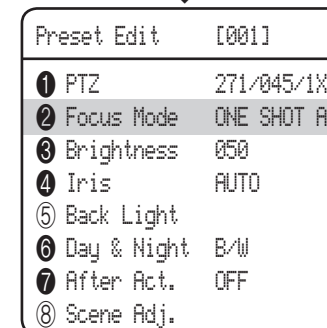 Preset Edit [001]
❶ PTZ 271/045/1X
❷ Focus Mode ONE SHOT A
❸ Brightness 050
❹ Iris AUTO
⑤ Back Light
❻ Day & Night B/W
❼ After Act. OFF
⑧ Scene Adj.